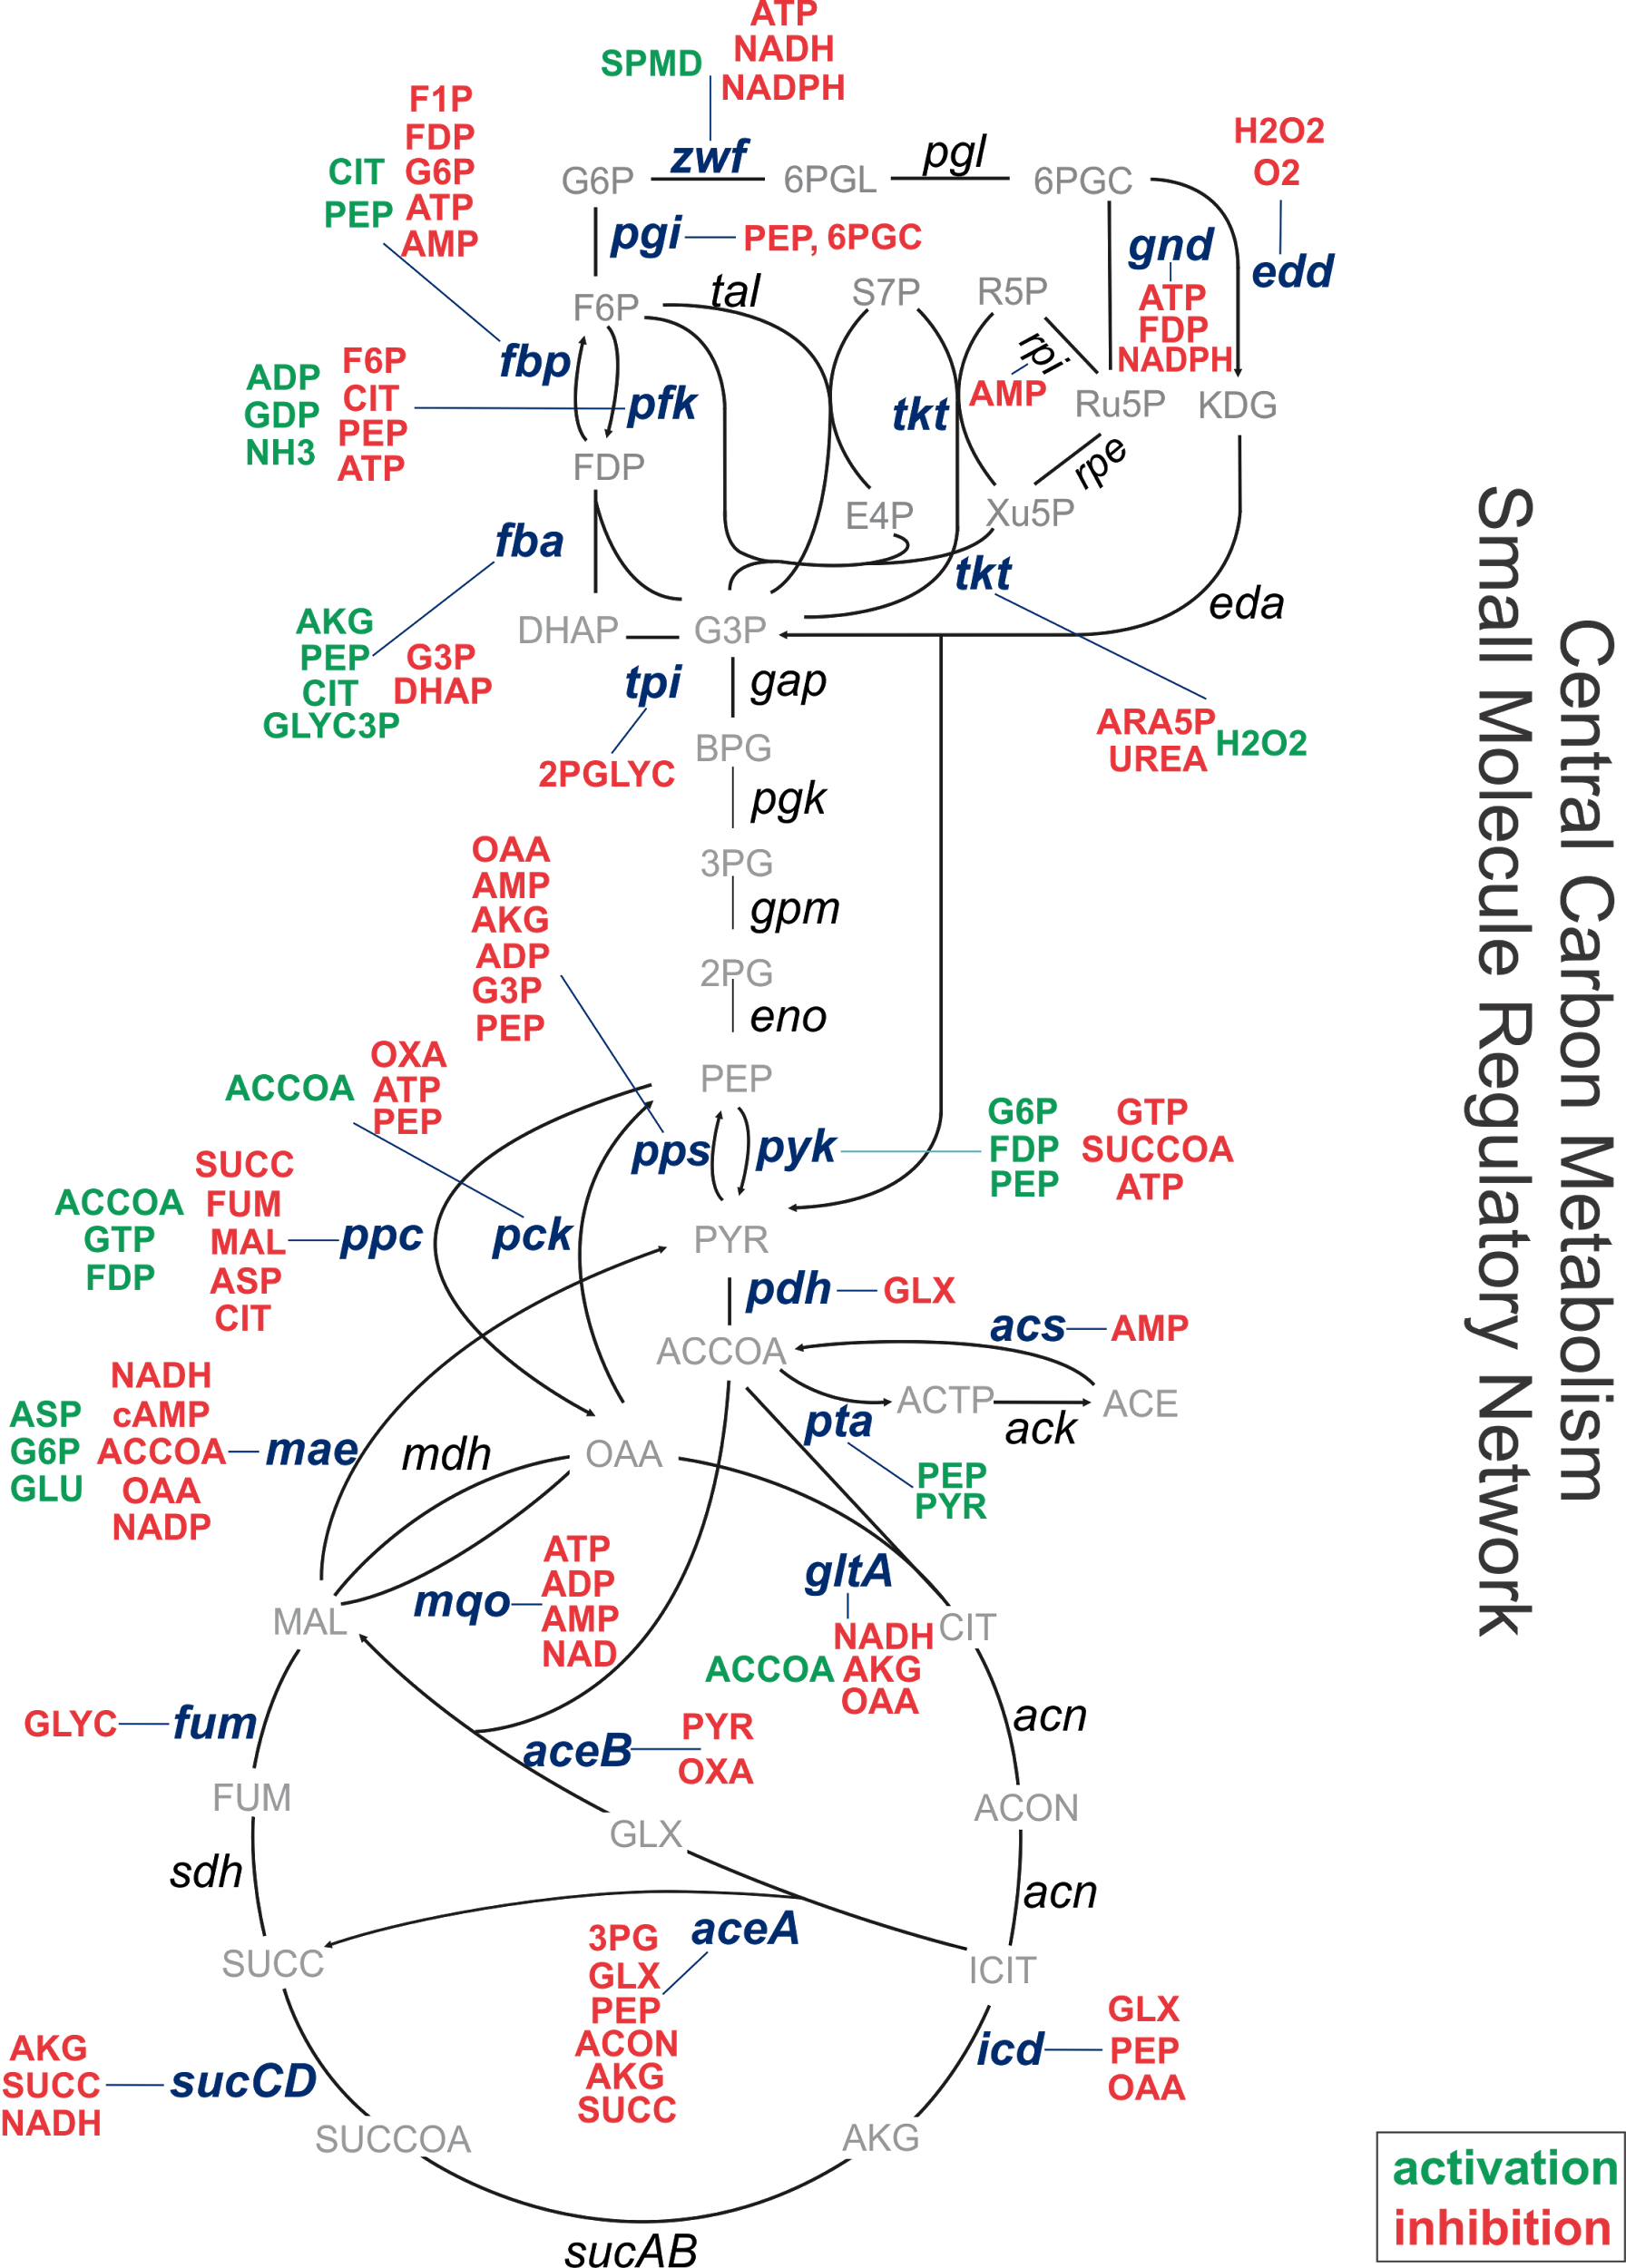 ATP
NADH
NADPH
SPMD
zwf
pgl
G6P
6PGL
6PGC
H2O2
O2
edd
F1P
FDP
G6P
ATP
AMP
CIT
PEP
fbp
pgi
PEP, 6PGC
gnd
ATP
FDP
NADPH
tal
F6P
S7P
R5P
rpi
AMP
Ru5P
KDG
ADP
GDP
NH3
F6P
CIT
PEP
ATP
pfk
tkt
FDP
rpe
E4P
Xu5P
fba
tkt
eda
AKG
PEP
CIT
GLYC3P
G3P
DHAP
DHAP
G3P
tpi
gap
2PGLYC
ARA5P
UREA
H2O2
BPG
pgk
3PG
gpm
2PG
eno
PEP
OAA
AMP
AKG
ADP
G3P
PEP
pps
pyk
G6P
FDP
PEP
GTP
SUCCOA
ATP
ACCOA
OXA
ATP
PEP
pck
ACCOA
GTP
FDP
SUCC
FUM
MAL
ASP
CIT
ppc
PYR
pdh
GLX
acs
AMP
ACCOA
ACTP
ACE
pta
ack
PEP
PYR
ASP
G6P
GLU
NADH
cAMP
ACCOA
OAA
NADP
mae
mdh
OAA
mqo
ATP
ADP
AMP
NAD
gltA
NADH
AKG
OAA
ACCOA
CIT
MAL
GLYC
fum
aceB
PYR
OXA
acn
FUM
ACON
GLX
sdh
acn
aceA
3PG
GLX
PEP
ACON
AKG
SUCC
SUCC
ICIT
icd
GLX
PEP
OAA
AKG
SUCC
NADH
sucCD
SUCCOA
AKG
sucAB
Central Carbon Metabolism
Small Molecule Regulatory Network
activation
inhibition